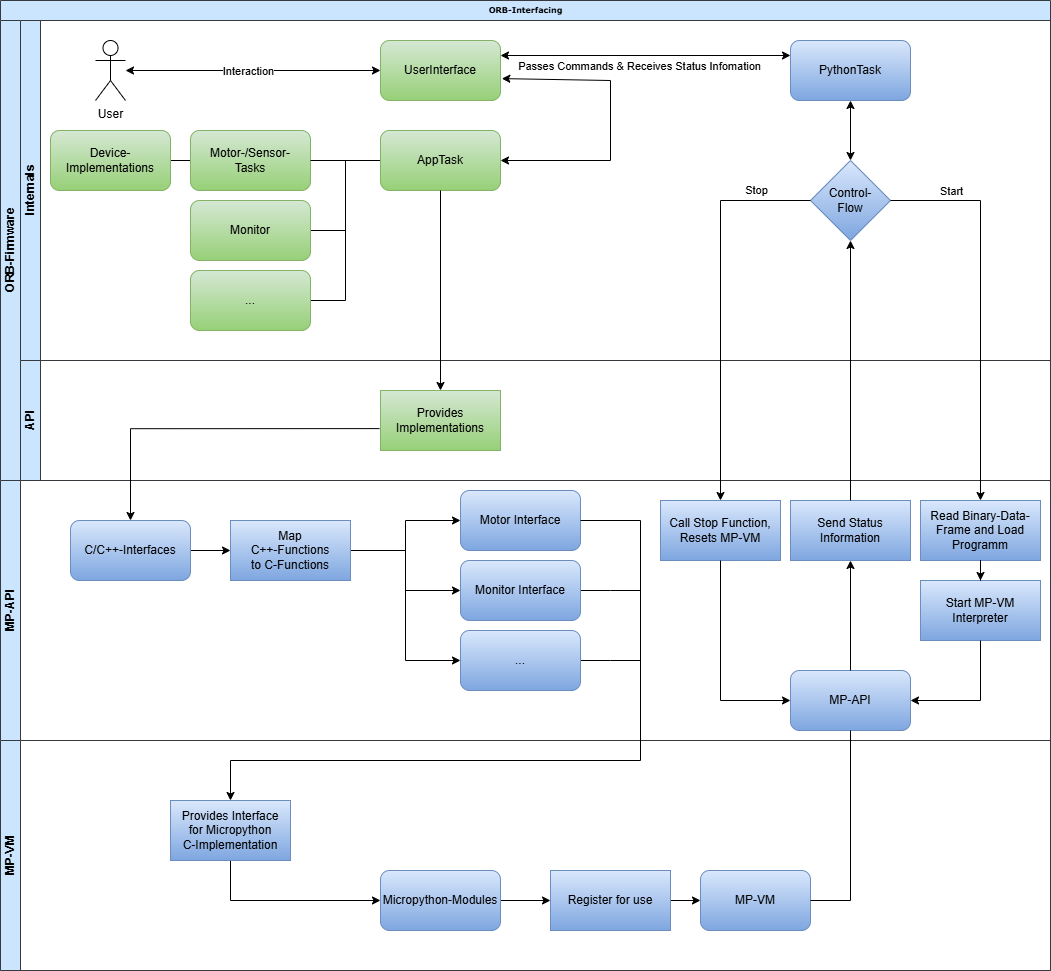 ORB-Interfacing
ORB-Firmware
Internals
User
Interaction
UserInterface
Passes Commands & Receives Status Infomation
PythonTask
Device-
Implementations
Motor-/Sensor-
Tasks
AppTask
Monitor
...
Stop
Control-
Flow
Start
API
Provides
Implementations
MP-API
C/C++-Interfaces
Map
C++-Functions
to C-Functions
Motor Interface
Monitor Interface
...
Call Stop Function,
Resets MP-VM
Send Status
Information
Read Binary-Data-
Frame and Load
Programm
Start MP-VM
Interpreter
MP-API
MP-VM
Provides Interface
for Micropython
C-Implementation
Micropython-Modules
Register for use
MP-VM